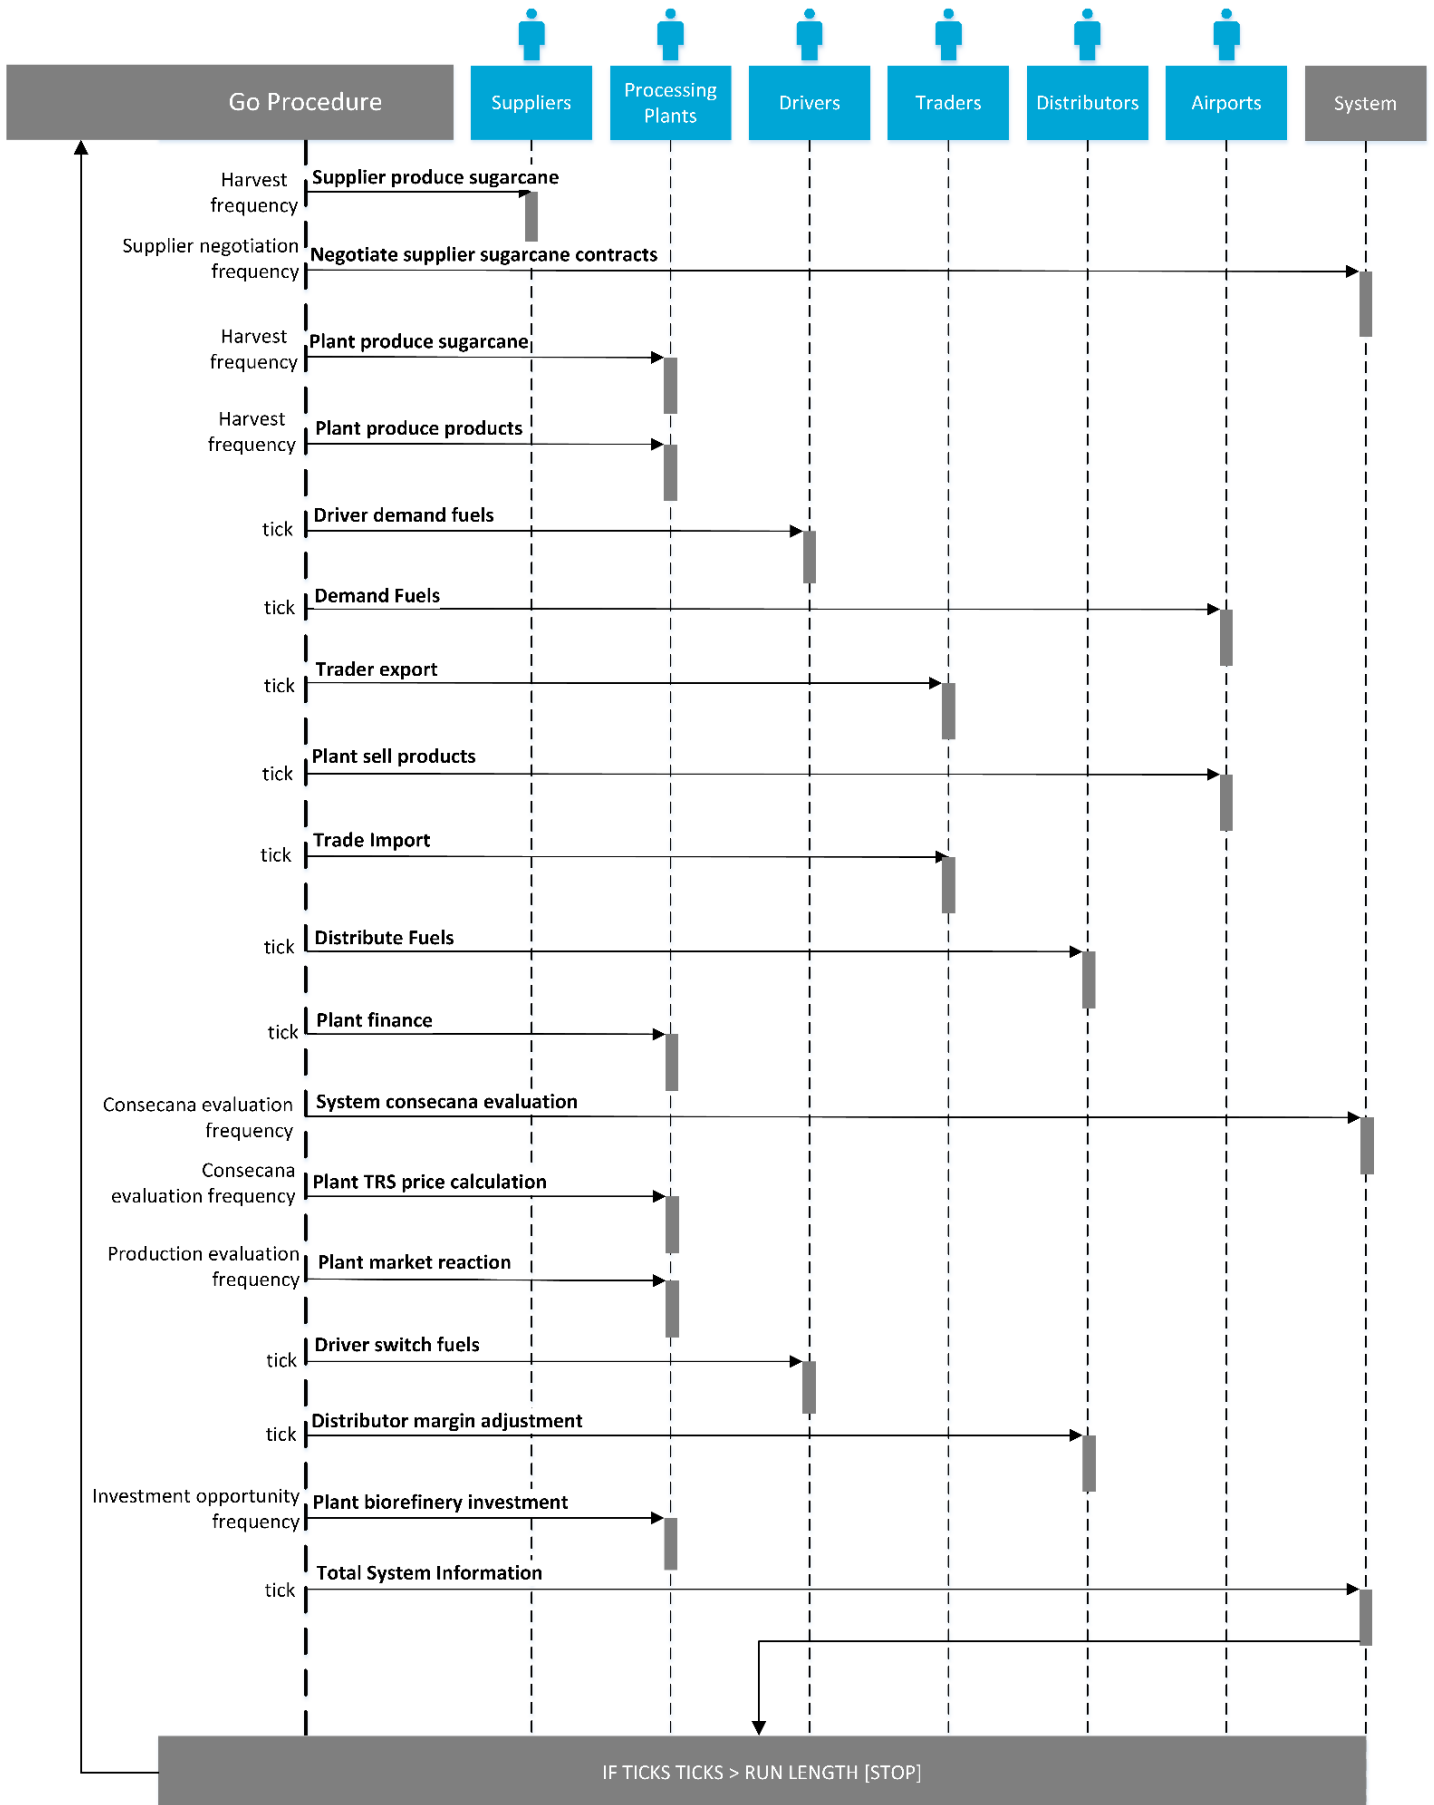 Go Procedure
Suppliers
Processing
Plants
Drivers
Traders
Distributors
Airports
System
Harvest
frequency
Supplier produce sugarcane
Supplier negotiation
frequency
Negotiate supplier sugarcane contracts
Harvest
frequency
Plant produce sugarcane
Harvest
frequency
Plant produce products
tick
Driver demand fuels
tick
Demand Fuels
tick
Trader export
tick
Plant sell products
tick
Trade Import
tick
Distribute Fuels
tick
Plant finance
Consecana evaluation
frequency
System consecana evaluation
Consecana
evaluation frequency
Plant TRS price calculation
Production evaluation
frequency
Plant market reaction
tick
Driver switch fuels
tick
Distributor margin adjustment
Investment opportunity
frequency
Plant biorefinery investment
tick
Total System Information
IF TICKS TICKS > RUN LENGTH [STOP]